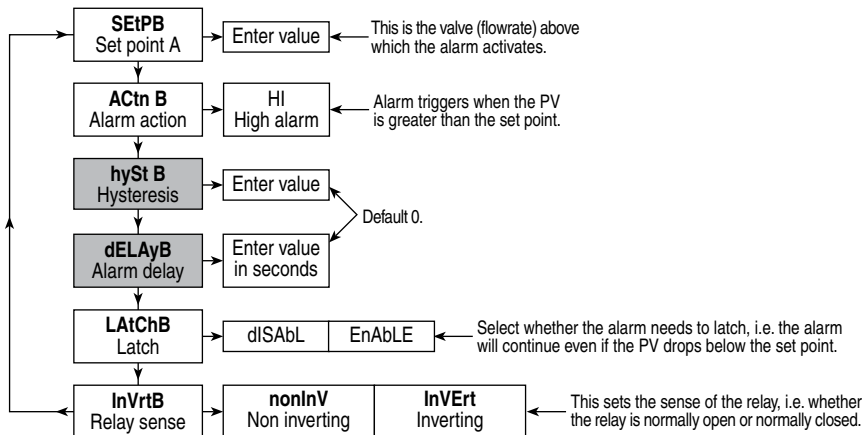 SEtPB
Set point A
Enter value
This is the valve (flowrate) above
which the alarm activates.
ACtn B
Alarm action
HI
High alarm
Alarm triggers when the PV
is greater than the set point.
hySt B
Hysteresis
Enter value
Default 0.
dELAyB
Alarm delay
Enter value
in seconds
LAtChB
Latch
dISAbL
EnAbLE
Select whether the alarm needs to latch, i.e. the alarm
will continue even if the PV drops below the set point.
InVrtB
Relay sense
nonInV
Non inverting
InVErt
Inverting
This sets the sense of the relay, i.e. whether
the relay is normally open or normally closed.